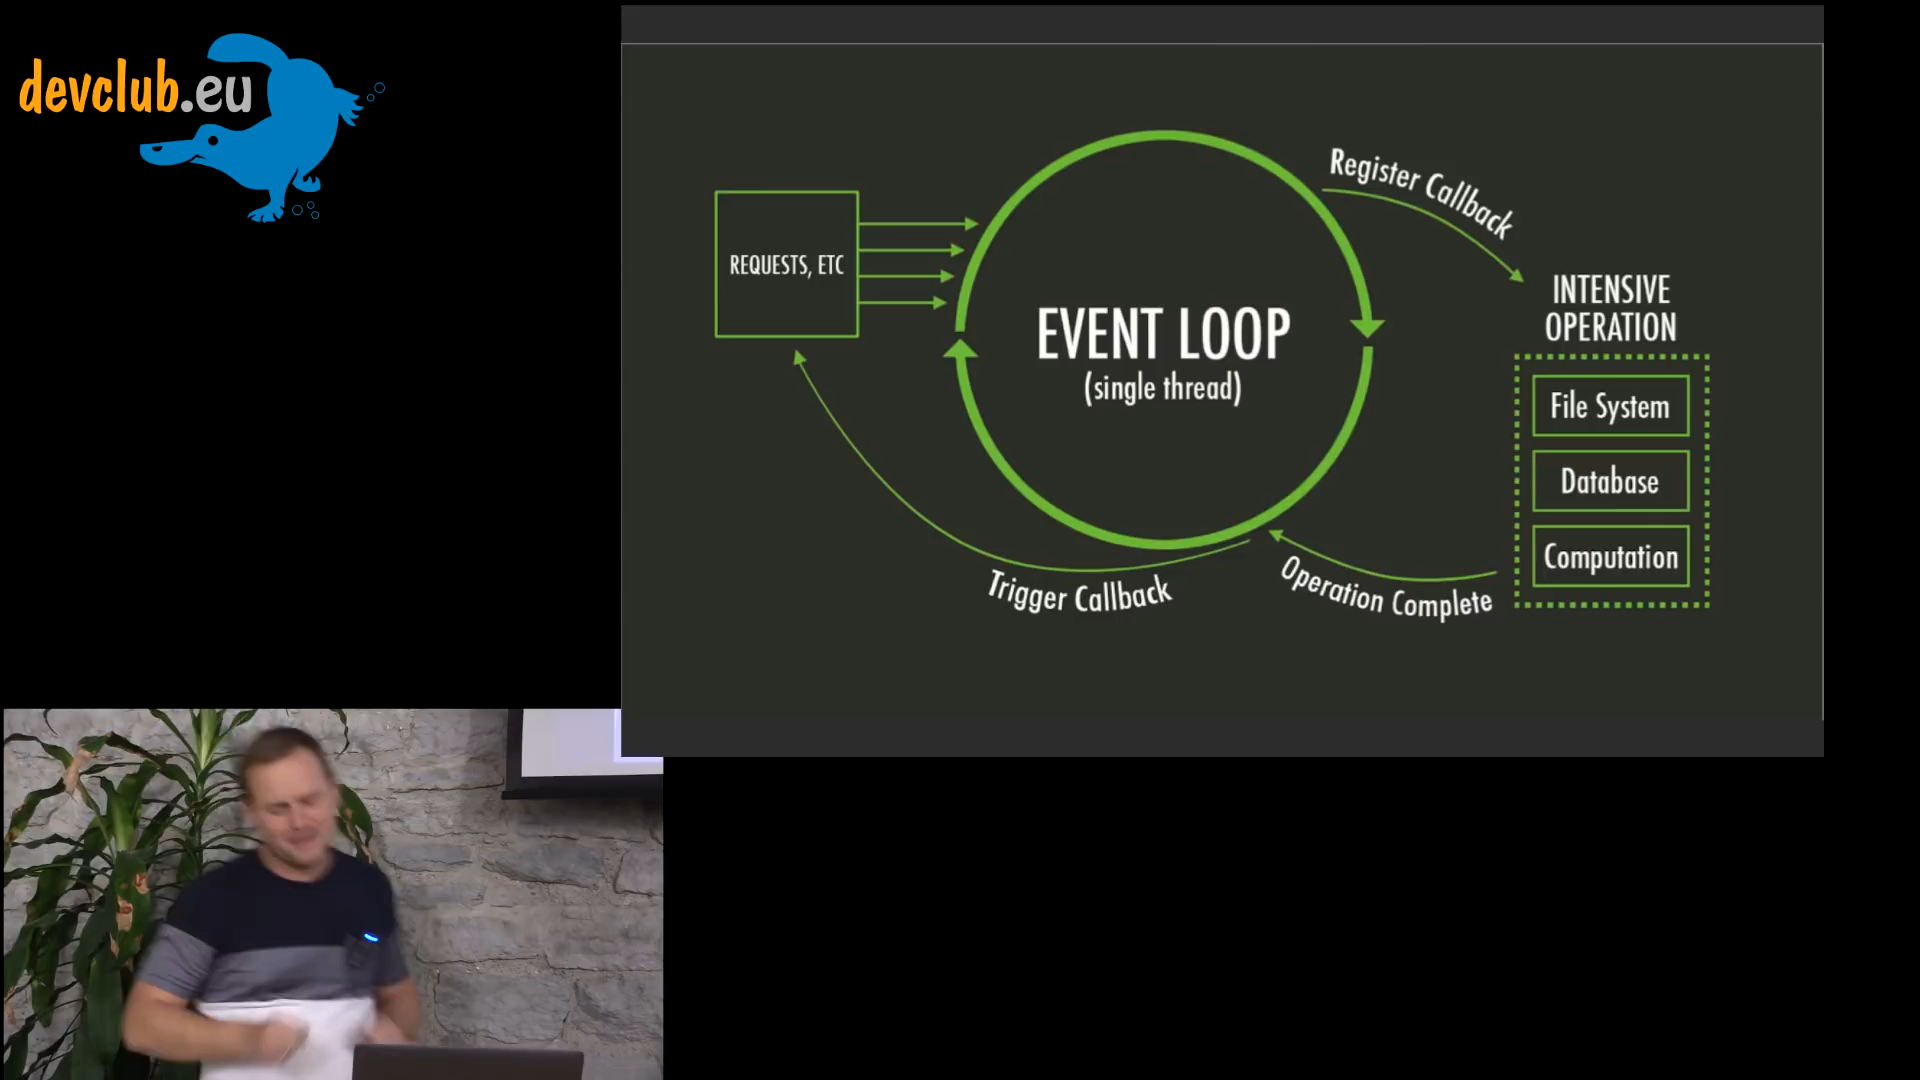 devclub.eu
Register Callback
REQUESTS, ETC
EVENT LOOP
(single thread)
INTENSIVE
OPERATION
File System
Database
Computation
Trigger Callback
Operation Complete